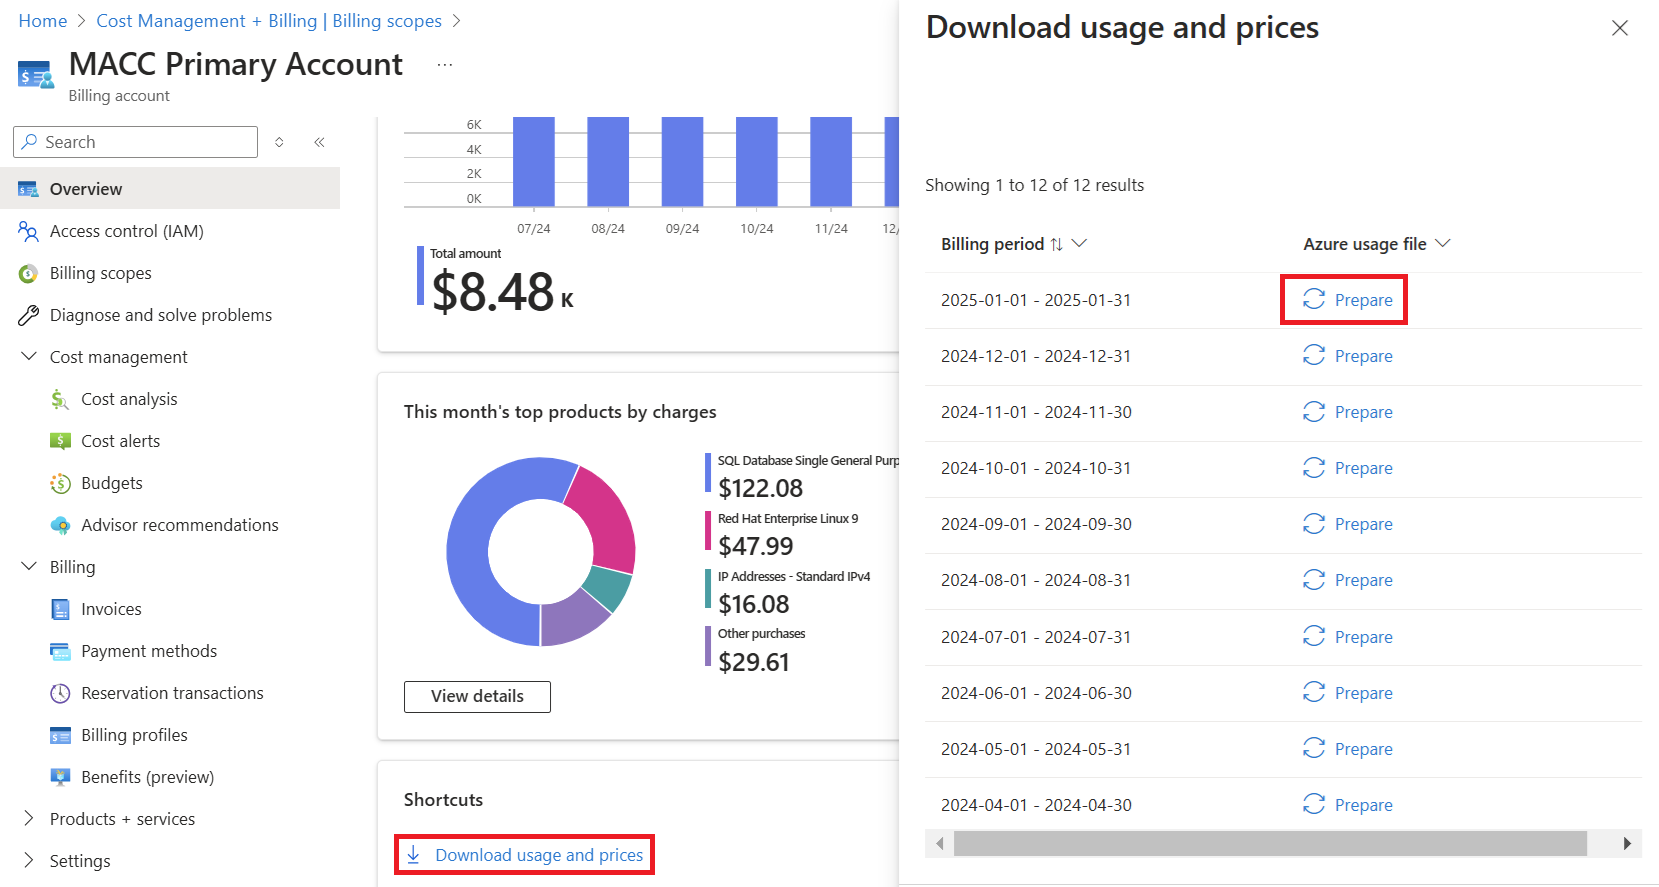 Home > Cost Management + Billing | Billing scopes >
MACC Primary Account ...
Billing account
Search
Overview
Access control (IAM)
Billing scopes
Diagnose and solve problems
Cost management
Cost analysis
Cost alerts
Budgets
Advisor recommendations
Billing
Invoices
Payment methods
Reservation transactions
Billing profiles
Benefits (preview)
Products + services
Settings
6K
4K
2K
0K
07/24 08/24 09/24 10/24 11/24 12/
Total amount
$8.48 K
This month's top products by charges
SQL Database Single General Purp
$122.08
Red Hat Enterprise Linux 9
$47.99
IP Addresses - Standard IPv4
$16.08
Other purchases
$29.61
View details
Shortcuts
Download usage and prices
Download usage and prices
Showing 1 to 12 of 12 results
Billing period Azure usage file
2025-01-01 - 2025-01-31 Prepare
2024-12-01 - 2024-12-31 Prepare
2024-11-01 - 2024-11-30 Prepare
2024-10-01 - 2024-10-31 Prepare
2024-09-01 - 2024-09-30 Prepare
2024-08-01 - 2024-08-31 Prepare
2024-07-01 - 2024-07-31 Prepare
2024-06-01 - 2024-06-30 Prepare
2024-05-01 - 2024-05-31 Prepare
2024-04-01 - 2024-04-30 Prepare